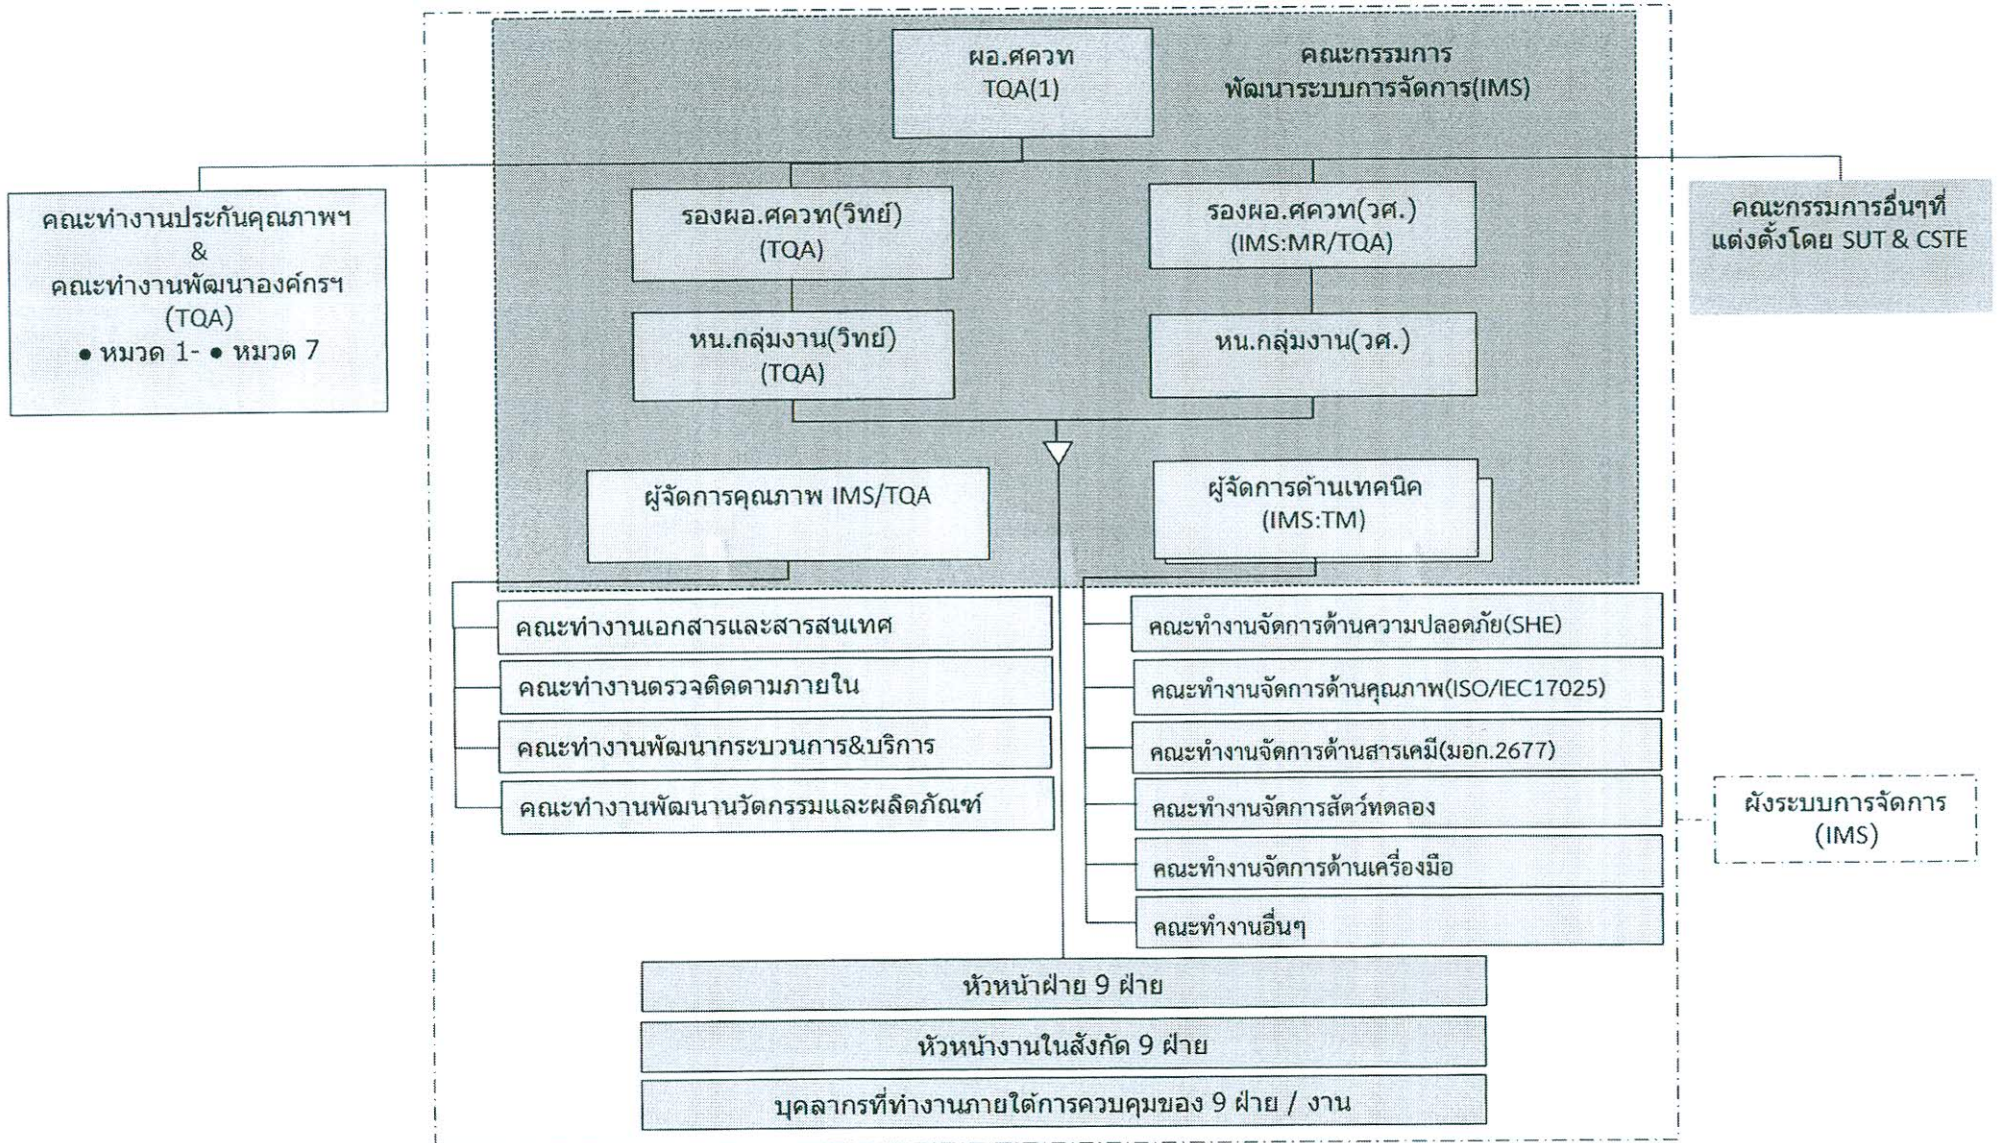 ผอ.ศควท
TQA(1)
คณะกรรมการ
พัฒนาระบบการจัดการ(IMS)
คณะทำงานประกันคุณภาพฯ
&
คณะทำงานพัฒนาองค์กรฯ
(TQA)
● หมวด 1- ● หมวด 7
รองผอ.ศควท(วิทย์)
(TQA)
รองผอ.ศควท(วศ.)
(IMS:MR/TQA)
คณะกรรมการอื่นๆที่
แต่งตั้งโดย SUT & CSTE
หน.กลุ่มงาน(วิทย์)
(TQA)
หน.กลุ่มงาน(วศ.)
ผู้จัดการคุณภาพ IMS/TQA
ผู้จัดการด้านเทคนิค
(IMS:TM)
คณะทำงานเอกสารและสารสนเทศ
คณะทำงานตรวจติดตามภายใน
คณะทำงานพัฒนากระบวนการ&บริการ
คณะทำงานพัฒนานวัตกรรมและผลิตภัณฑ์
คณะทำงานจัดการด้านความปลอดภัย(SHE)
คณะทำงานจัดการด้านคุณภาพ(ISO/IEC17025)
คณะทำงานจัดการด้านสารเคมี(มอก.2677)
คณะทำงานจัดการสัตว์ทดลอง
คณะทำงานจัดการด้านเครื่องมือ
คณะทำงานอื่นๆ
ผังระบบการจัดการ
(IMS)
หัวหน้าฝ่าย 9 ฝ่าย
หัวหน้างานในสังกัด 9 ฝ่าย
บุคลากรที่ทำงานภายใต้การควบคุมของ 9 ฝ่าย / งาน